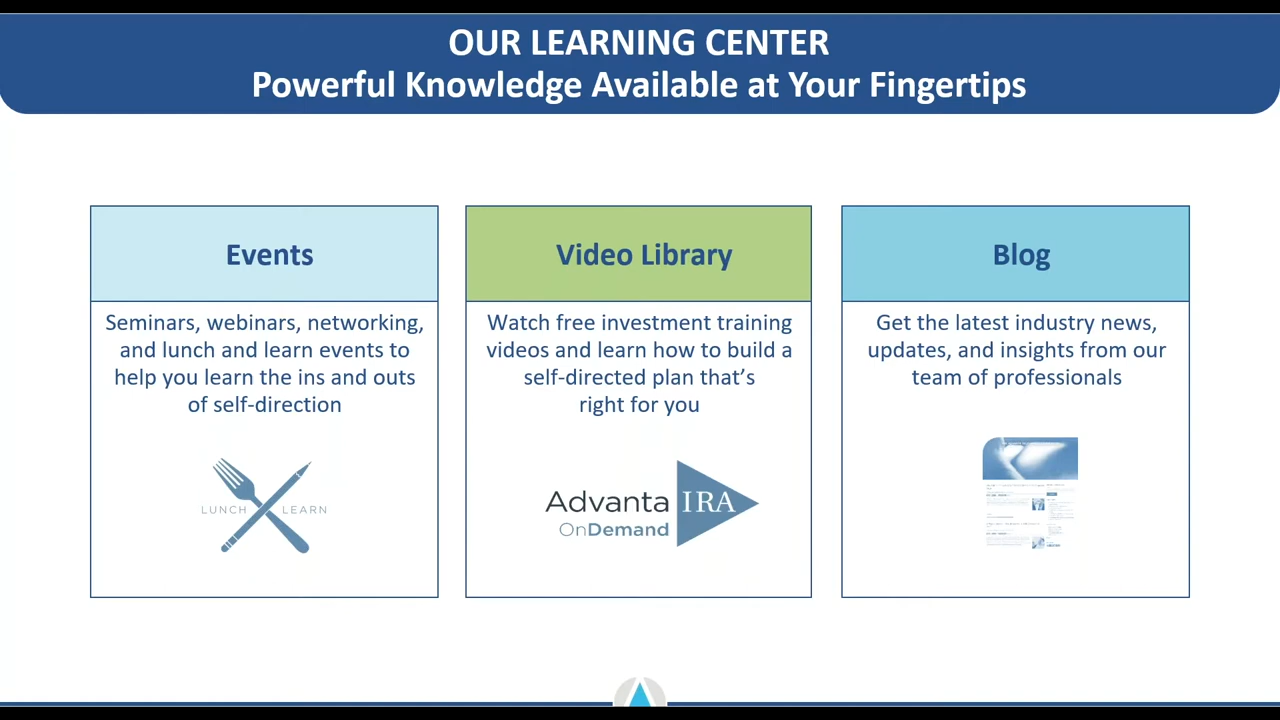 OUR LEARNING CENTER
Powerful Knowledge Available at Your Fingertips
Events
Seminars, webinars, networking,
and lunch and learn events to
help you learn the ins and outs
of self-direction
LUNCH LEARN
Video Library
Watch free investment training
videos and learn how to build a
self-directed plan that's
right for you
Advanta IRA
OnDemand
Blog
Get the latest industry news,
updates, and insights from our
team of professionals